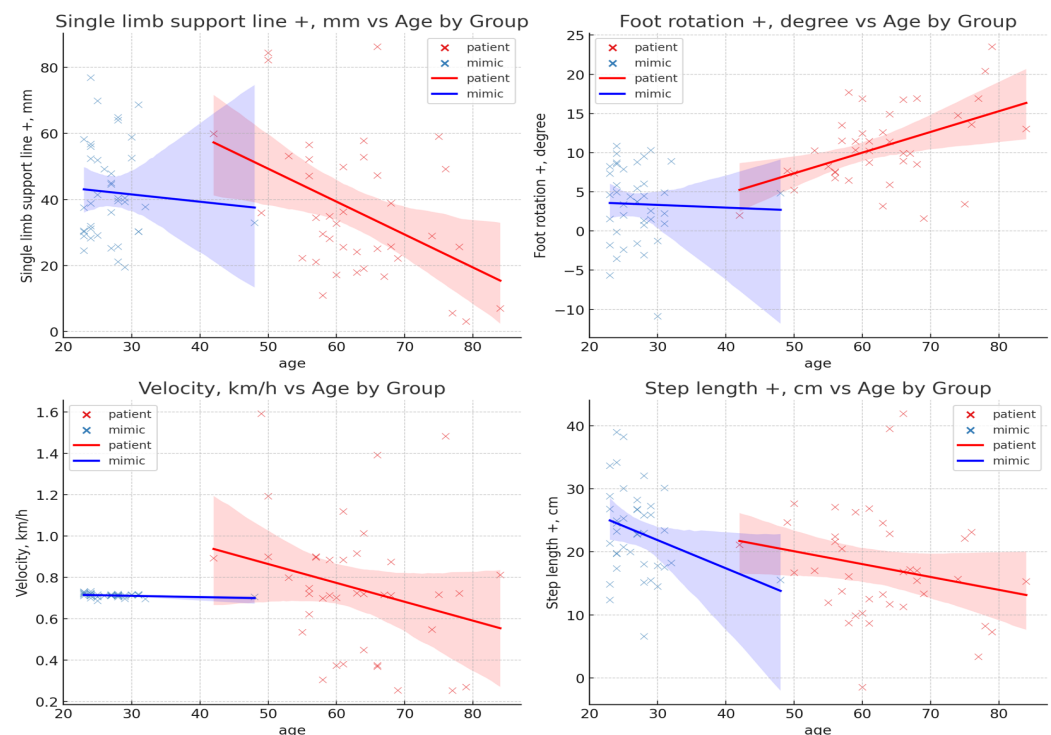 Single limb support line +, mm vs Age by Group
Single limb support line +, mm
80
60
40
20
0
20
30
40
50
60
70
80
age
patient
mimic
patient
mimic
Foot rotation +, degree vs Age by Group
Foot rotation +, degree
25
20
15
10
5
0
−5
−10
20
30
40
50
60
70
80
age
patient
mimic
patient
mimic
Velocity, km/h vs Age by Group
Velocity, km/h
1.6
1.4
1.2
1.0
0.8
0.6
0.4
0.2
20
30
40
50
60
70
80
age
patient
mimic
patient
mimic
Step length +, cm vs Age by Group
Step length +, cm
40
30
20
10
0
20
30
40
50
60
70
80
age
patient
mimic
patient
mimic